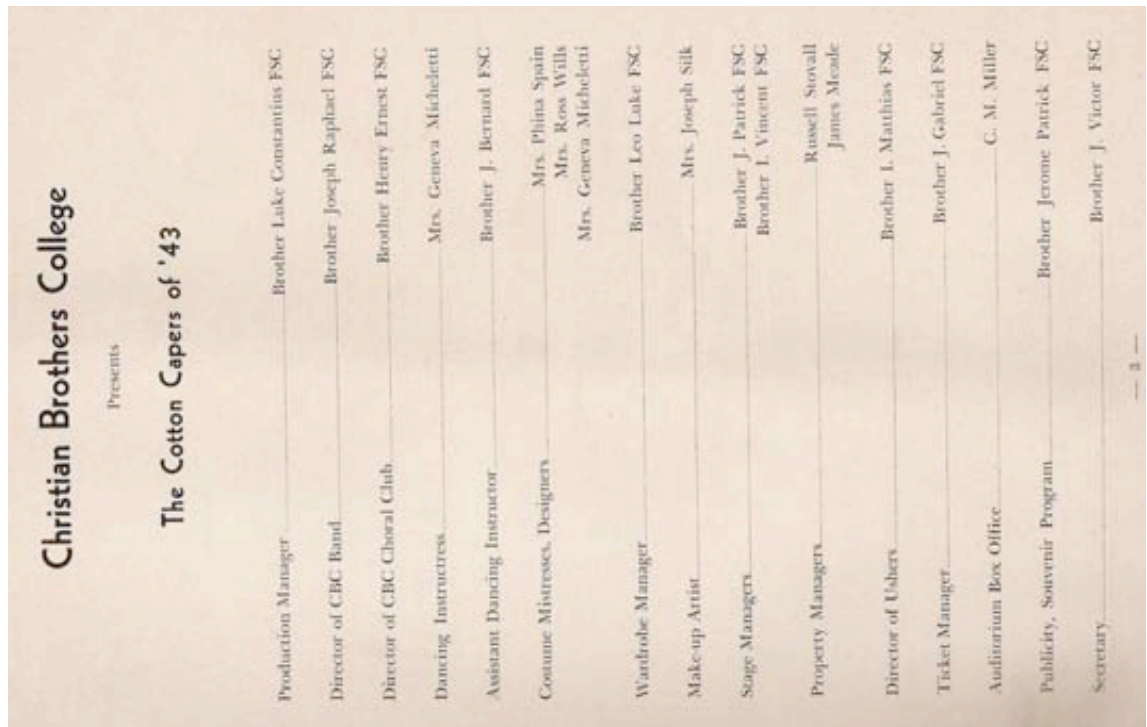 Christian Brothers College
Presents
The Cotton Capers of '43
Production Manager Brother Luke Constantius FSC
Director of CBC Band Brother Joseph Raphael FSC
Director of CBC Choral Club Brother Henry Ernest FSC
Dancing Instructress Mrs. Geneva Micheletti
Assistant Dancing Instructor Brother J. Bernard FSC
Costume Mistresses, Designers Mrs. Phina Spain
Mrs. Ross Wills
Mrs. Geneva Micheletti
Wardrobe Manager Brother Leo Luke FSC
Make-up Artist Mrs. Joseph Silk
Stage Managers Brother J. Patrick FSC
Brother I. Vincent FSC
Property Managers Russell Stovall
James Meade
Director of Ushers Brother I. Matthias FSC
Ticket Manager Brother J. Gabriel FSC
Auditorium Box Office C. M. Miller
Publicity, Souvenir Program Brother Jerome Patrick FSC
Secretary Brother J. Victor FSC
— 3 —